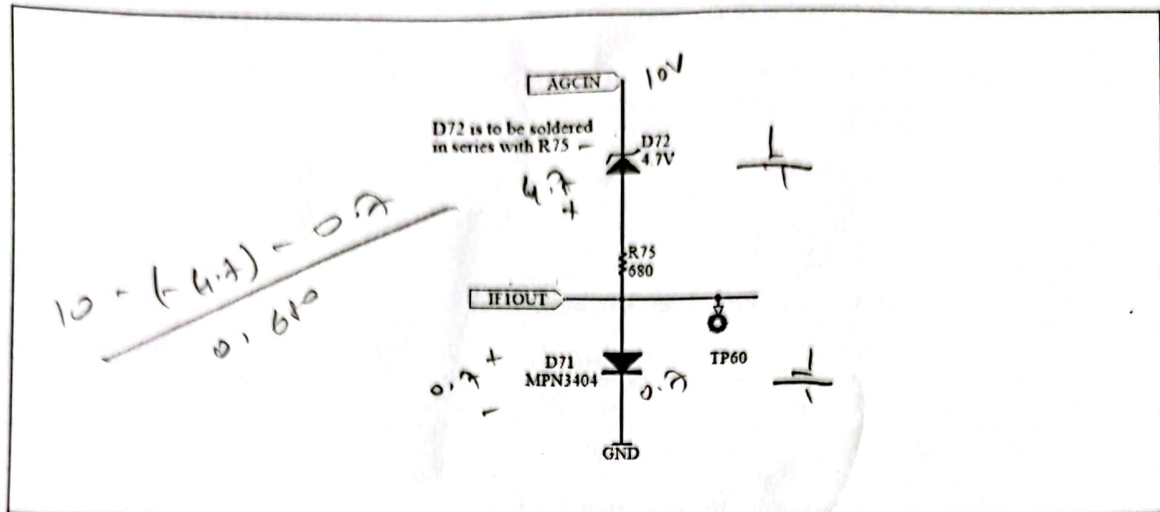 AGCIN 10V
D72 is to be soldered
in series with R75 -
D72
4.7V
4.7
+
10 - (-4.7) - 0.7
0.680
R75
680
IF1OUT
TP60
D71
MPN3404
0.7 +
-
0.7
GND